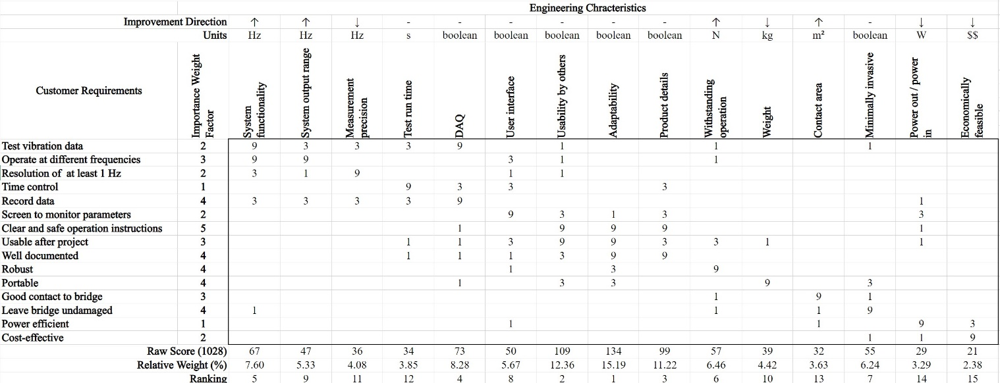 Engineering Chracteristics
Improvement Direction ↑ ↑ ↓ - - - - - - ↑ ↓ ↑ - ↓ ↓
Units Hz Hz Hz s boolean boolean boolean boolean boolean N kg m² boolean W $$
Customer Requirements Importance Weight Factor System functionality System output range Measurement precision Test run time DAQ User interface Usability by others Adaptability Product details Withstanding operation Weight Contact area Minimally invasive Power out / power in Economically feasible
Test vibration data 2 9 3 3 3 9 1 1 1
Operate at different frequencies 3 9 9 3 1 1
Resolution of at least 1 Hz 2 3 1 9 1 1
Time control 1 9 3 3 3
Record data 4 3 3 3 3 9 1
Screen to monitor parameters 2 9 3 1 3 3
Clear and safe operation instructions 5 1 9 9 9 1
Usable after project 3 1 1 3 9 9 3 3 1 1
Well documented 4 1 1 1 3 9 9
Robust 4 1 3 9
Portable 4 1 3 3 9 3
Good contact to bridge 3 1 9 1
Leave bridge undamaged 4 1 1 1 9
Power efficient 1 1 1 9 3
Cost-effective 2 1 1 9
Raw Score (1028) 67 47 36 34 73 50 109 134 99 57 39 32 55 29 21
Relative Weight (%) 7.60 5.33 4.08 3.85 8.28 5.67 12.36 15.19 11.22 6.46 4.42 3.63 6.24 3.29 2.38
Ranking 5 9 11 12 4 8 2 1 3 6 10 13 7 14 15